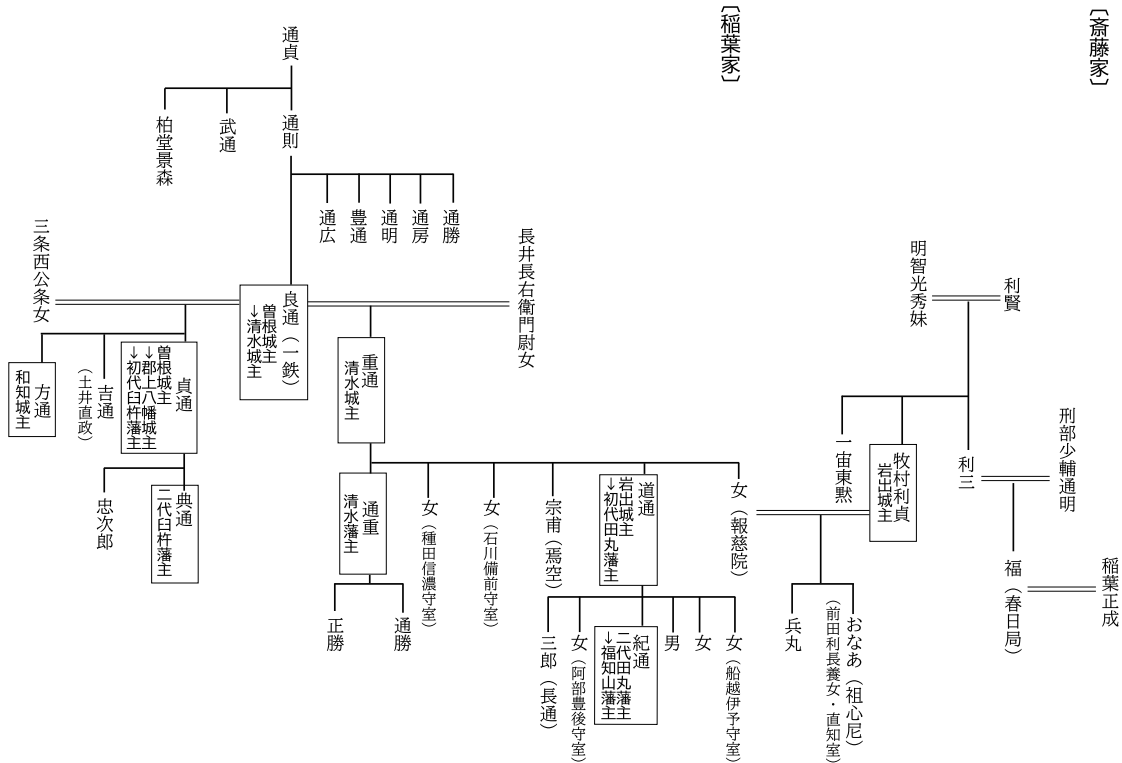 〔斎藤家〕
利賢
明智光秀妹
利三
牧村利貞
岩出城主
一宙東黙
刑部少輔通明
福（春日局）
稲葉正成
おなあ（祖心尼）
（前田利長養女・直知室）
兵丸
〔稲葉家〕
通貞
通則
武通
柏堂景森
通勝
通房
通明
豊通
通広
長井長右衛門尉女
良通（一鉄）
曽根城主
→清水城主
三条西公条女
重通
清水城主
貞通
曽根城主
→郡上八幡城主
→初代臼杵藩主
吉通
（土井直政）
方通
和知城主
典通
二代臼杵藩主
忠次郎
女（報慈院）
道通
岩出城主
→初代田丸藩主
宗甫（焉空）
女（石川備前守室）
女（種田信濃守室）
通重
清水藩主
通勝
正勝
女（船越伊予守室）
女
男
紀通
二代田丸藩主
→福知山藩主
女（阿部豊後守室）
三郎（長通）